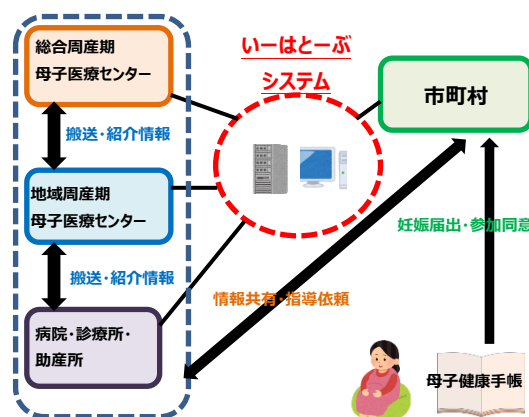 総合周産期
母子医療センター
いーはとーぶ
システム
市町村
搬送・紹介情報
地域周産期
母子医療センター
妊娠届出・参加同意
搬送・紹介情報
情報共有・指導依頼
病院・診療所・
助産所
母子健康手帳